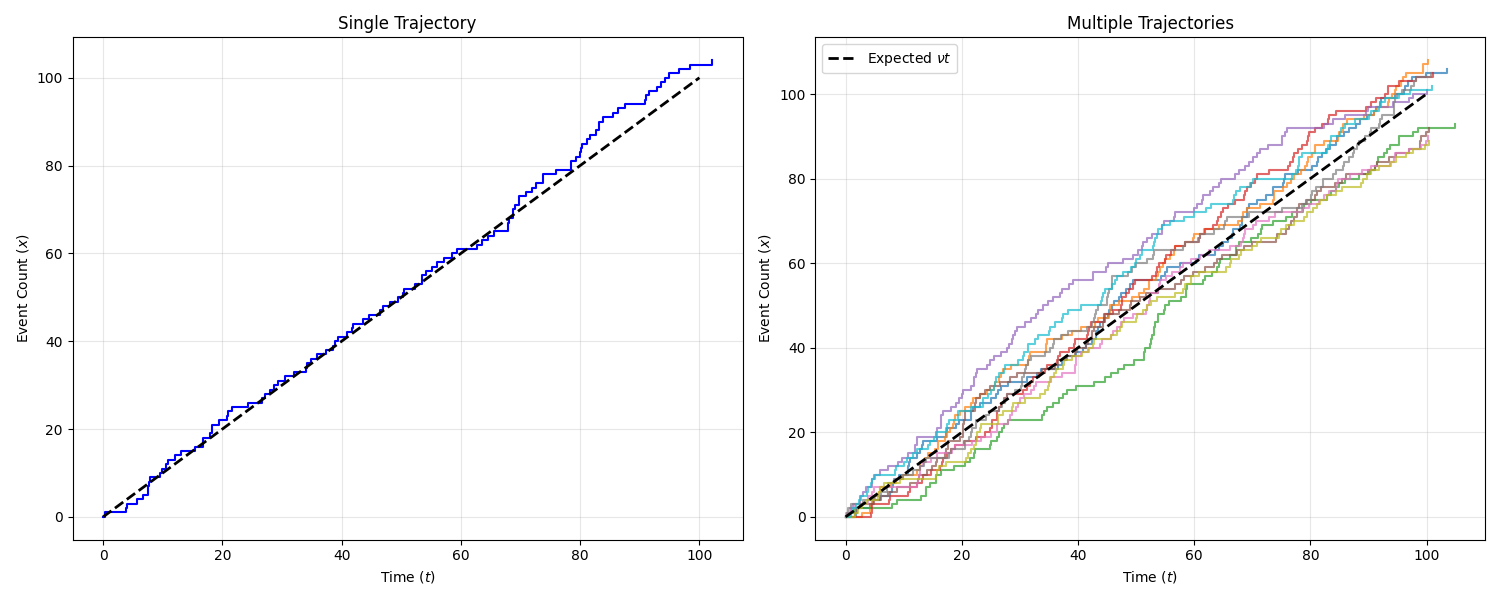 Single Trajectory
Event Count (x)
100
80
60
40
20
0
0 20 40 60 80 100
Time (t)
Multiple Trajectories
Expected νt
Event Count (x)
100
80
60
40
20
0
0 20 40 60 80 100
Time (t)